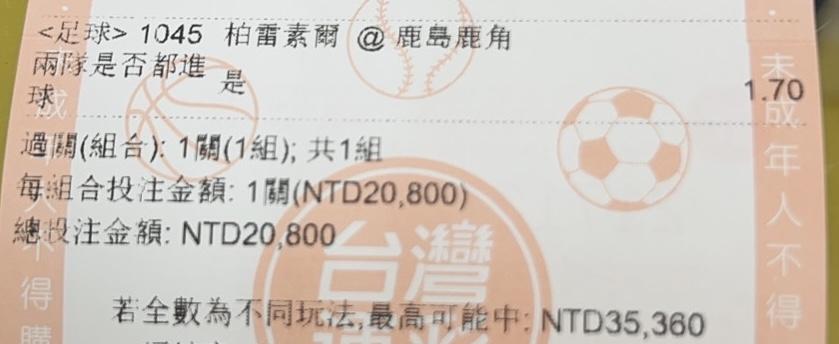 <足球> 1045 柏雷素爾 @ 鹿島鹿角
兩隊是否都進球 是 1.70
過關(組合): 1關(1組); 共1組
每組合投注金額: 1關(NTD20,800)
總投注金額: NTD20,800
若全數為不同玩法,最高可能中: NTD35,360
台灣
未成年人不得